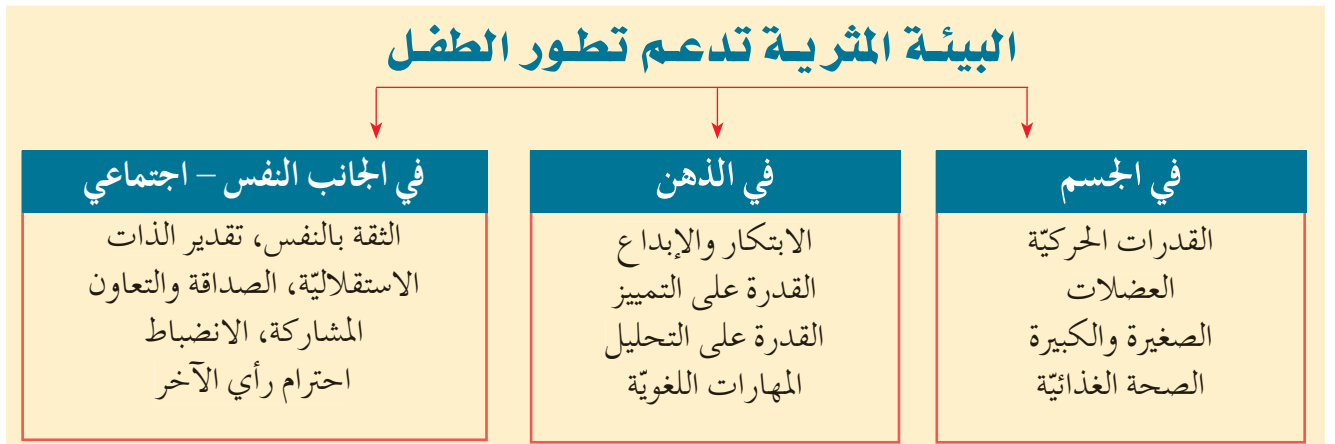 البيئة المثرية تدعم تطور الطفل
في الجسم
القدرات الحركيّة
العضلات
الصغيرة والكبيرة
الصحة الغذائيّة
في الذهن
الابتكار والإبداع
القدرة على التمييز
القدرة على التحليل
المهارات اللغويّة
في الجانب النفس – اجتماعي
الثقة بالنفس، تقدير الذات
الاستقلاليّة، الصداقة والتعاون
المشاركة، الانضباط
احترام رأي الآخر